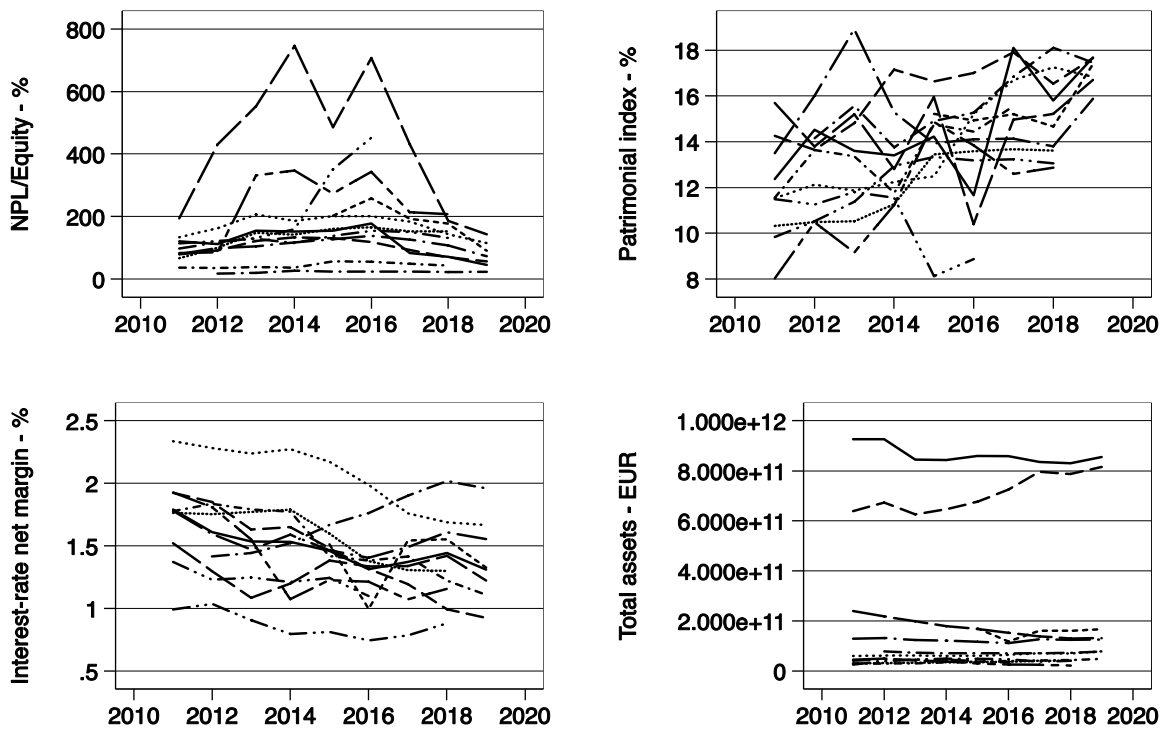 NPL/Equity - %
800
600
400
200
0
2010 2012 2014 2016 2018 2020
Patrimonial index - %
18
16
14
12
10
8
2010 2012 2014 2016 2018 2020
Interest-rate net margin - %
2.5
2
1.5
1
.5
2010 2012 2014 2016 2018 2020
Total assets - EUR
1.000e+12
8.000e+11
6.000e+11
4.000e+11
2.000e+11
0
2010 2012 2014 2016 2018 2020